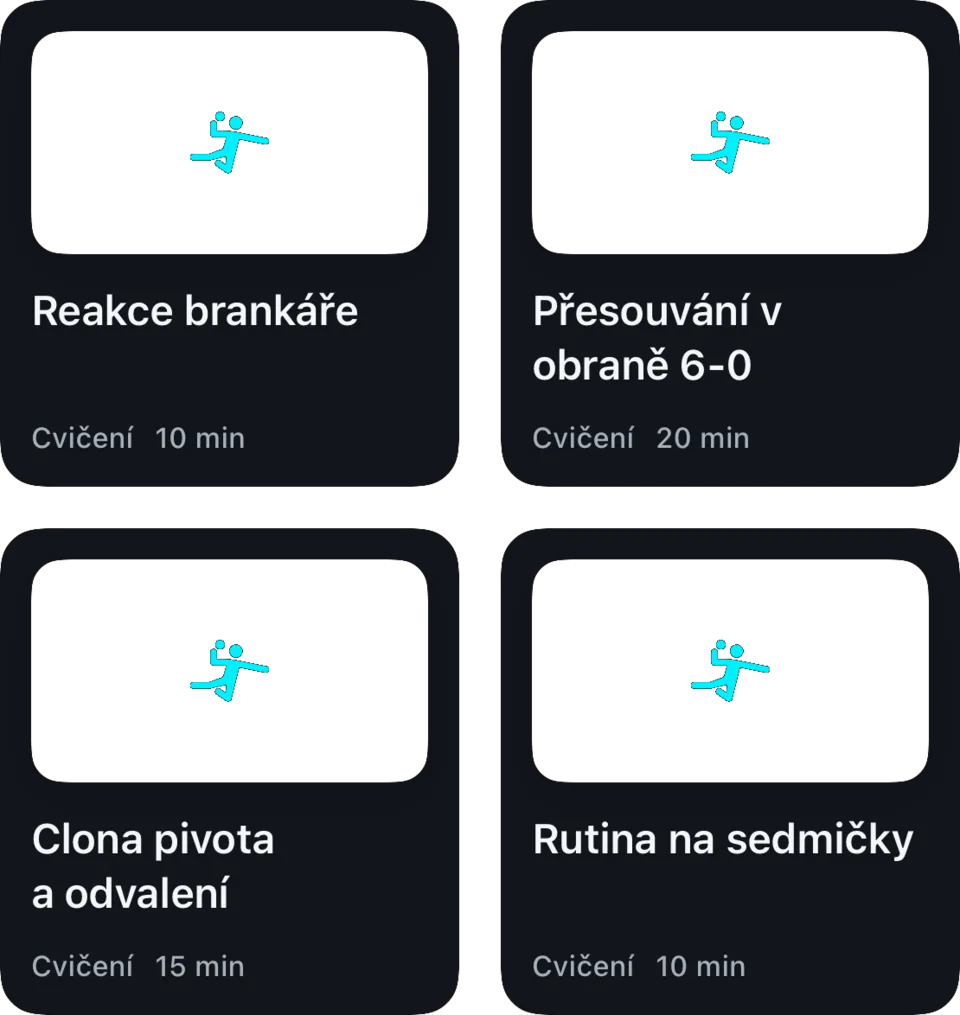 Reakce brankáře
Cvičení 10 min
Přesouvání v
obraně 6-0
Cvičení 20 min
Clona pivota
a odvalení
Cvičení 15 min
Rutina na sedmičky
Cvičení 10 min